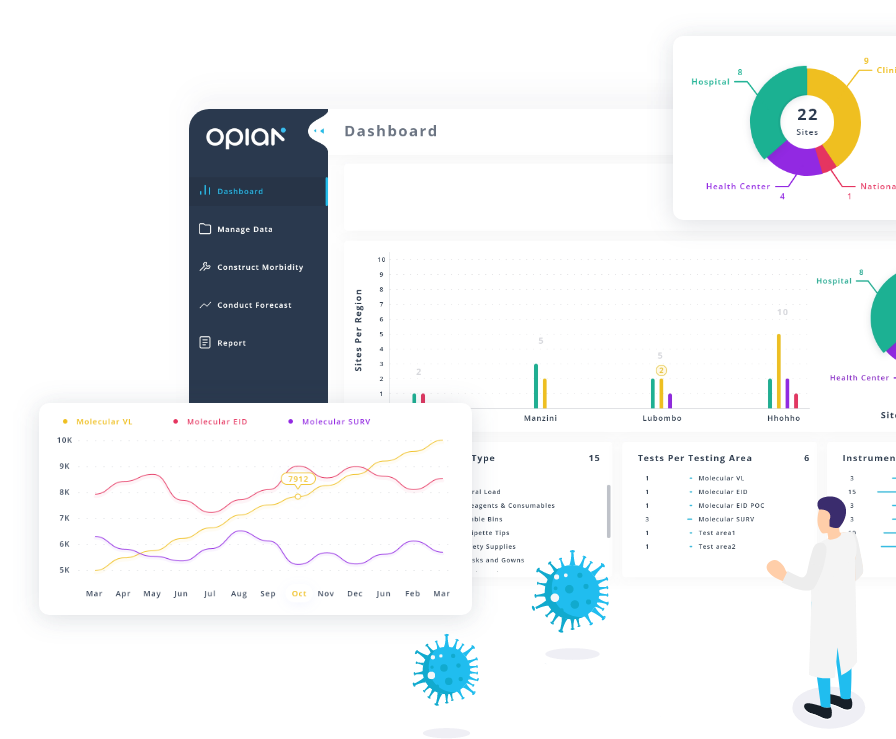 9
8
Clini
Hospital
22
Sites
Health Center
Nationa
4
1
opian
Dashboard
Dashboard
Manage Data
Construct Morbidity
Conduct Forecast
Report
Sites Per Region
10
9
8
7
6
5
4
3
2
1
2
5
5
2
10
Manzini
Lubombo
Hhohho
8
Hospital
Health Center
Site
Molecular VL
Molecular EID
Molecular SURV
10K
9K
8K
7K
6K
5K
7912
Mar Apr May Jun Jul Aug Sep Oct Nov Dec Jun Feb Mar
Type 15
ral Load
eagents & Consumables
ble Bins
ipette Tips
ety Supplies
sks and Gowns
Tests Per Testing Area 6
1 Molecular VL
1 Molecular EID
1 Molecular EID POC
3 Molecular SURV
1 Test area1
1 Test area2
Instrumen
3
15
3
3